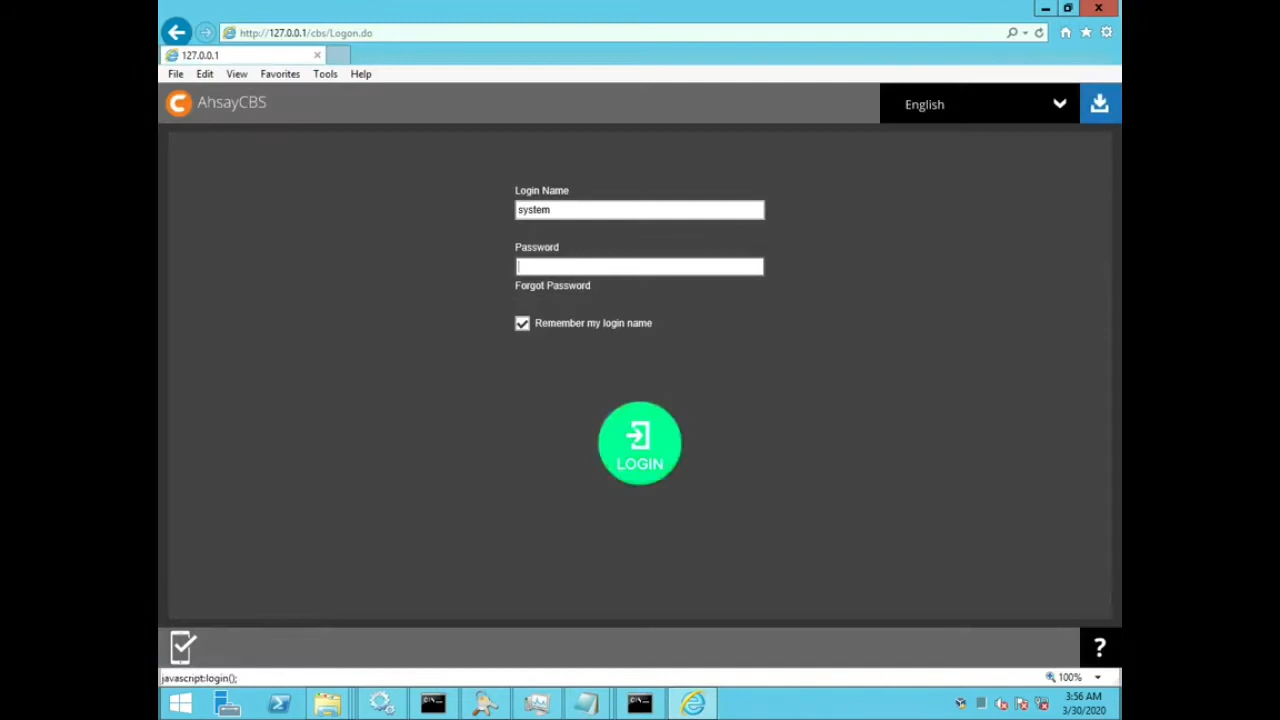 http://127.0.0.1/cbs/Logon.do
127.0.0.1
File Edit View Favorites Tools Help
AhsayCBS
English
Login Name
system
Password
Forgot Password
Remember my login name
LOGIN
?
javascript:login();
100%
3:56 AM
3/30/2020